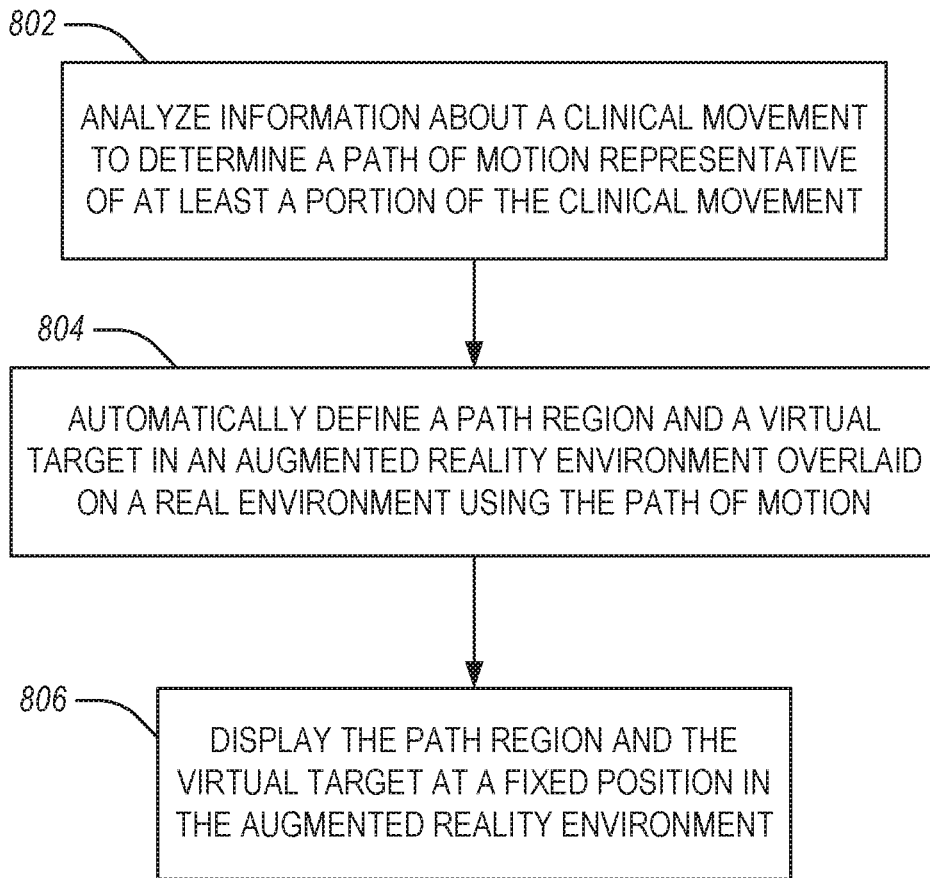 802
ANALYZE INFORMATION ABOUT A CLINICAL MOVEMENT
TO DETERMINE A PATH OF MOTION REPRESENTATIVE
OF AT LEAST A PORTION OF THE CLINICAL MOVEMENT
804
AUTOMATICALLY DEFINE A PATH REGION AND A VIRTUAL
TARGET IN AN AUGMENTED REALITY ENVIRONMENT OVERLAID
ON A REAL ENVIRONMENT USING THE PATH OF MOTION
806
DISPLAY THE PATH REGION AND THE
VIRTUAL TARGET AT A FIXED POSITION IN
THE AUGMENTED REALITY ENVIRONMENT